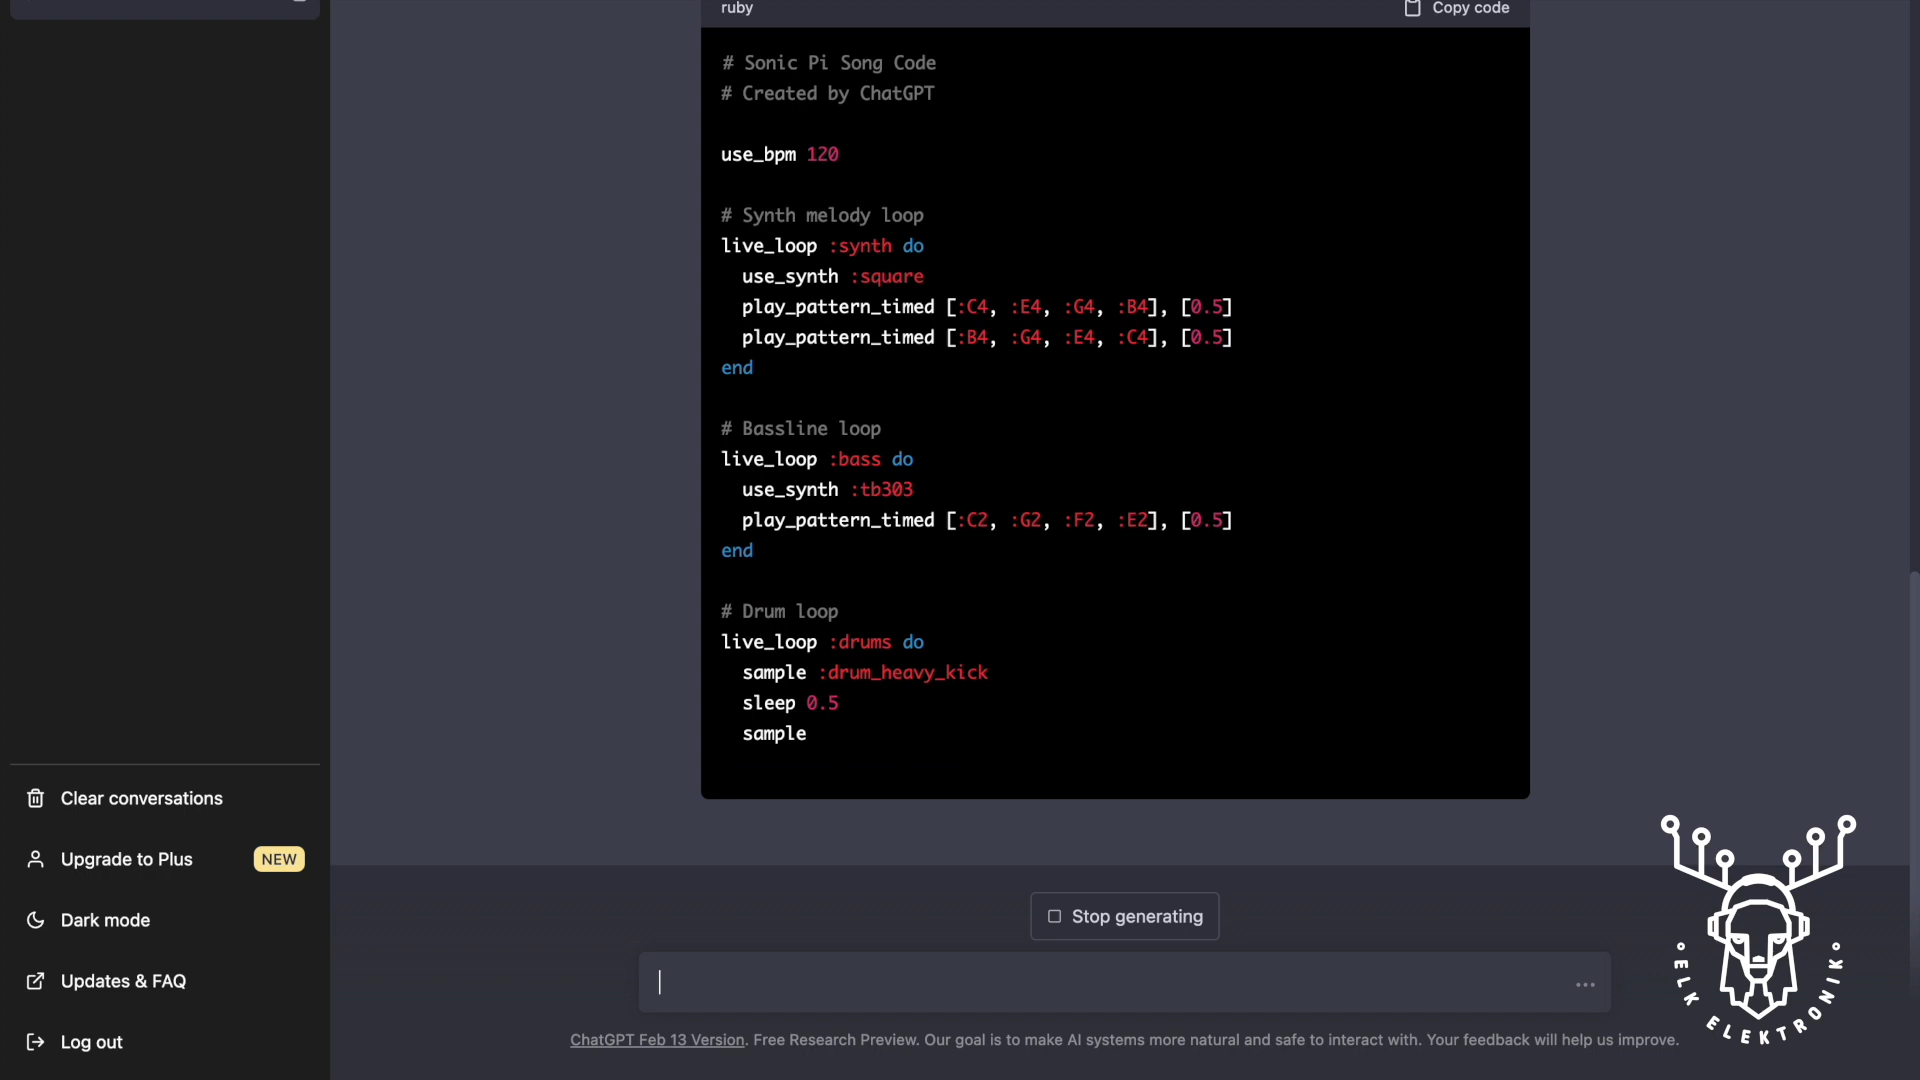 ruby
Copy code
# Sonic Pi Song Code
# Created by ChatGPT
use_bpm 120
# Synth melody loop
live_loop :synth do
  use_synth :square
  play_pattern_timed [:C4, :E4, :G4, :B4], [0.5]
  play_pattern_timed [:B4, :G4, :E4, :C4], [0.5]
end
# Bassline loop
live_loop :bass do
  use_synth :tb303
  play_pattern_timed [:C2, :G2, :F2, :E2], [0.5]
end
# Drum loop
live_loop :drums do
  sample :drum_heavy_kick
  sleep 0.5
  sample
Clear conversations
Upgrade to Plus NEW
Dark mode
Updates & FAQ
Log out
Stop generating
ChatGPT Feb 13 Version. Free Research Preview. Our goal is to make AI systems more natural and safe to interact with. Your feedback will help us improve.
ELK ELEKTRONIK